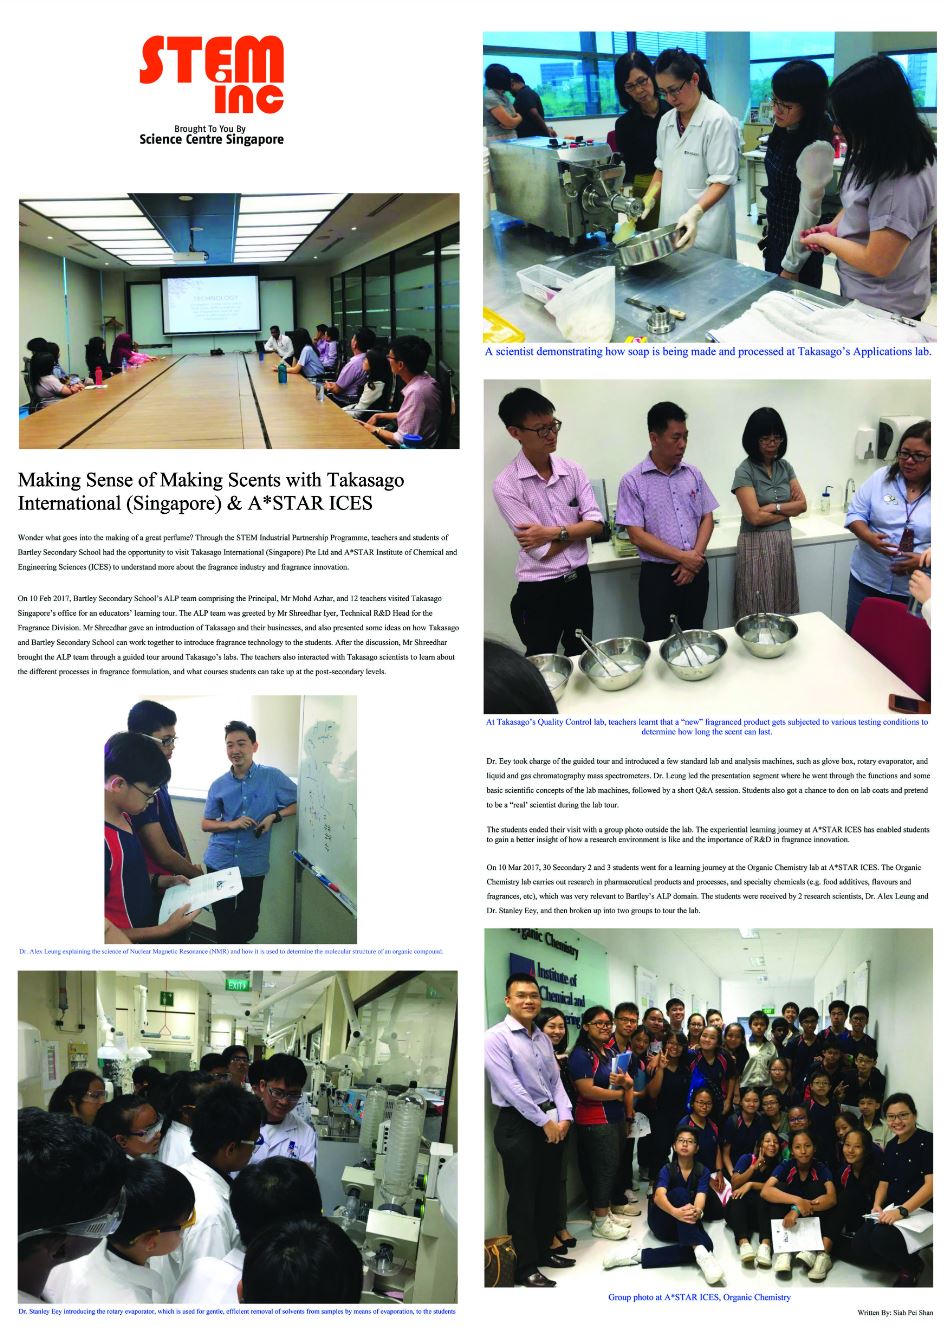 STEM
inc
Brought To You By
Science Centre Singapore
TECHNOLOGY
Making Sense of Making Scents with Takasago
International (Singapore) & A*STAR ICES
Wonder what goes into the making of a great perfume? Through the STEM Industrial Partnership Programme, teachers and students of
Bartley Secondary School had the opportunity to visit Takasago International (Singapore) Pte Ltd and A*STAR Institute of Chemical and
Engineering Sciences (ICES) to understand more about the fragrance industry and fragrance innovation.
On 10 Feb 2017, Bartley Secondary School's ALP team comprising the Principal, Mr Mohd Azhar, and 12 teachers visited Takasago
Singapore's office for an educators' learning tour. The ALP team was greeted by Mr Shreedhar Iyer, Technical R&D Head for the
Fragrance Division. Mr Shreedhar gave an introduction of Takasago and their businesses, and also presented some ideas on how Takasago
and Bartley Secondary School can work together to introduce fragrance technology to the students. After the discussion, Mr Shreedhar
brought the ALP team through a guided tour around Takasago's labs. The teachers also interacted with Takasago scientists to learn about
the different processes in fragrance formulation, and what courses students can take up at the post-secondary levels.
Dr. Alex Leung explaining the science of Nuclear Magnetic Resonance (NMR) and how it is used to determine the molecular structure of an organic compound.
EXIT
Dr. Stanley Eey introducing the rotary evaporator, which is used for gentle, efficient removal of solvents from samples by means of evaporation, to the students
A scientist demonstrating how soap is being made and processed at Takasago's Applications lab.
At Takasago's Quality Control lab, teachers learnt that a "new" fragranced product gets subjected to various testing conditions to
determine how long the scent can last.
Dr. Eey took charge of the guided tour and introduced a few standard lab and analysis machines, such as glove box, rotary evaporator, and
liquid and gas chromatography mass spectrometers. Dr. Leung led the presentation segment where he went through the functions and some
basic scientific concepts of the lab machines, followed by a short Q&A session. Students also got a chance to don on lab coats and pretend
to be a "real' scientist during the lab tour.
The students ended their visit with a group photo outside the lab. The experiential learning journey at A*STAR ICES has enabled students
to gain a better insight of how a research environment is like and the importance of R&D in fragrance innovation.
On 10 Mar 2017, 30 Secondary 2 and 3 students went for a learning journey at the Organic Chemistry lab at A*STAR ICES. The Organic
Chemistry lab carries out research in pharmaceutical products and processes, and specialty chemicals (e.g. food additives, flavours and
fragrances, etc), which was very relevant to Bartley's ALP domain. The students were received by 2 research scientists, Dr. Alex Leung and
Dr. Stanley Eey, and then broken up into two groups to tour the lab.
Organic Chemistry
Institute of
Chemical and
Group photo at A*STAR ICES, Organic Chemistry
Written By: Siah Pei Shan